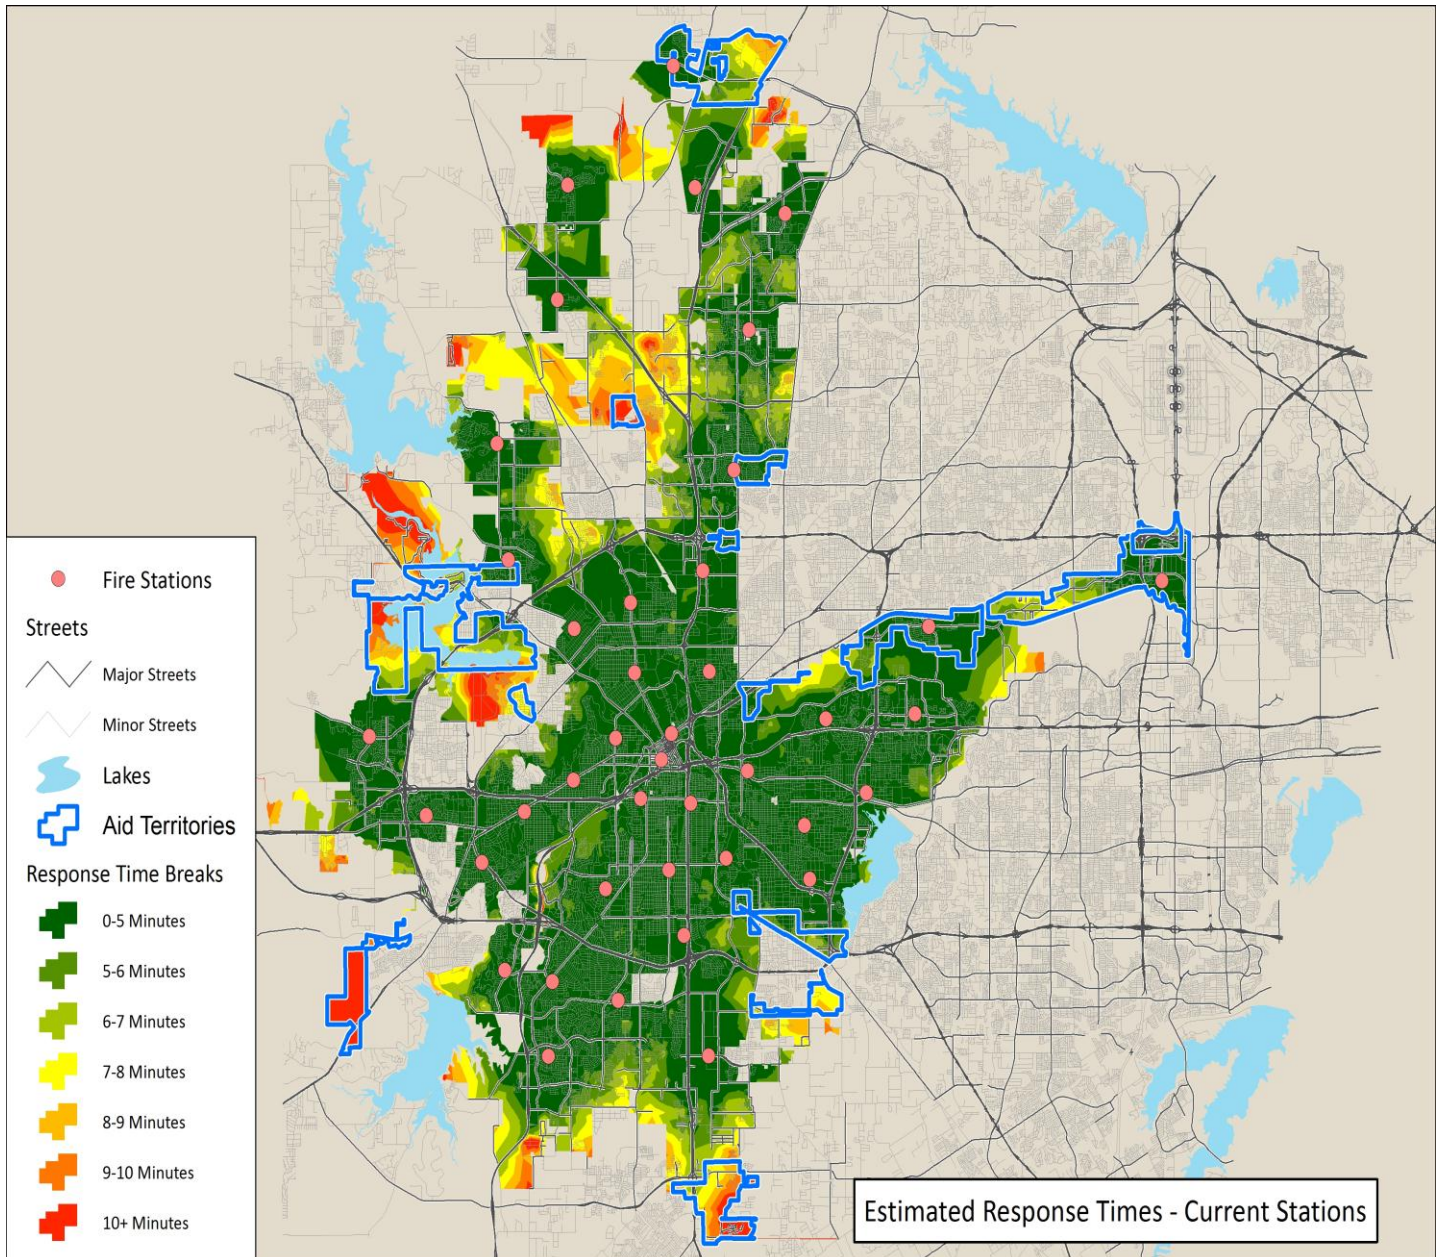 Fire Stations
Streets
Major Streets
Minor Streets
Lakes
Aid Territories
Response Time Breaks
0-5 Minutes
5-6 Minutes
6-7 Minutes
7-8 Minutes
8-9 Minutes
9-10 Minutes
10+ Minutes
Estimated Response Times - Current Stations